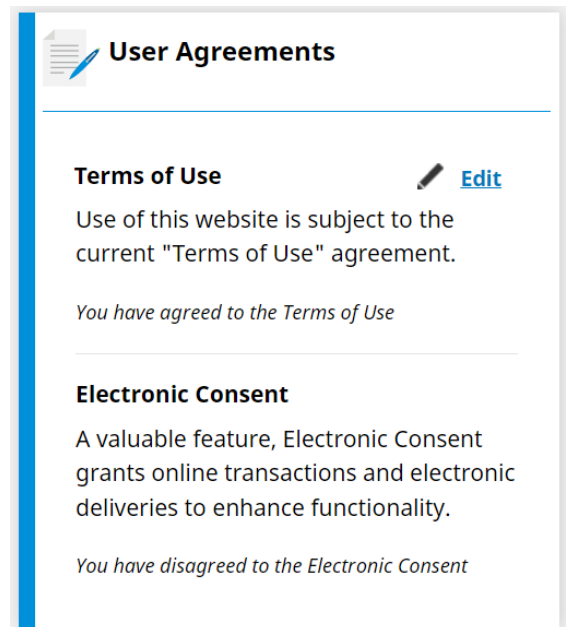 User Agreements
Terms of Use
Edit
Use of this website is subject to the
current "Terms of Use" agreement.
You have agreed to the Terms of Use
Electronic Consent
A valuable feature, Electronic Consent
grants online transactions and electronic
deliveries to enhance functionality.
You have disagreed to the Electronic Consent